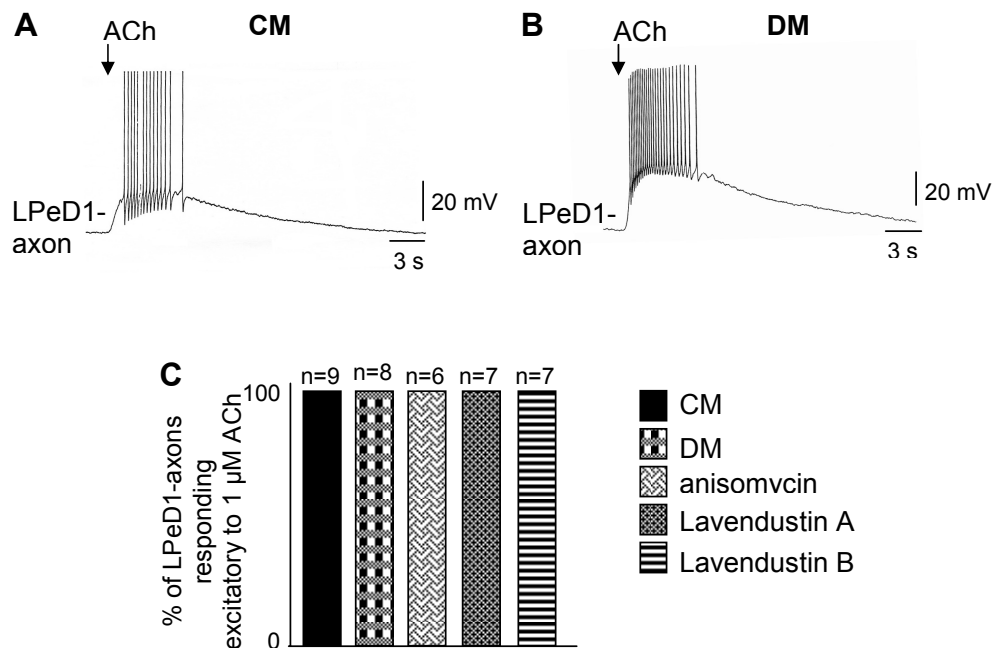 A
ACh
CM
LPeD1-
axon
20 mV
3 s
B
ACh
DM
LPeD1-
axon
20 mV
3 s
C
% of LPeD1-axons
responding
excitatory to 1 µM ACh
100
0
n=9
n=8
n=6
n=7
n=7
CM
DM
anisomvcin
Lavendustin A
Lavendustin B